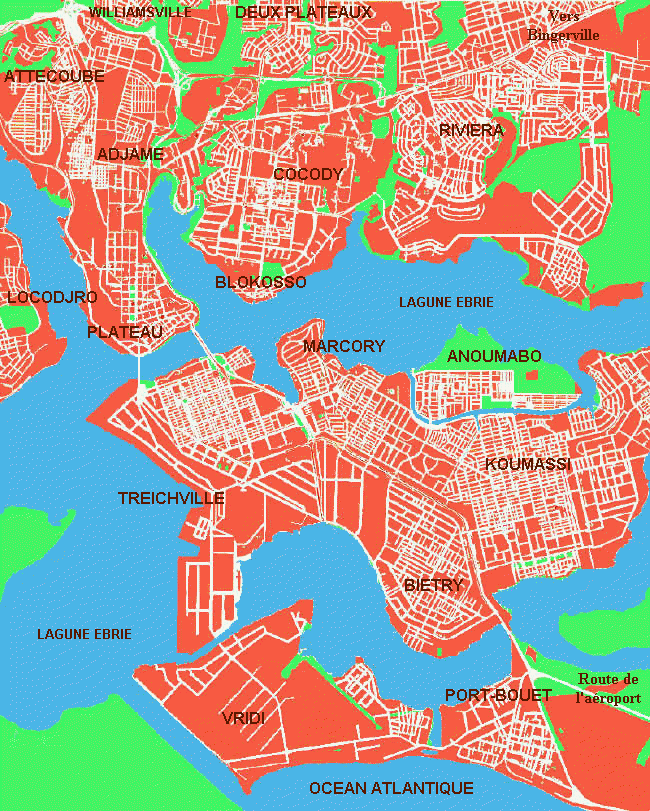 WILLIAMSVILLE
DEUX PLATEAUX
Vers
Bingerville
ATTECOUBE
RIVIERA
ADJAME
COCODY
BLOKOSSO
LOCODJRO
LAGUNE EBRIE
PLATEAU
MARCORY
ANOUMABO
KOUMASSI
TREICHVILLE
BIETRY
LAGUNE EBRIE
Route de
l'aéroport
PORT-BOUET
VRIDI
OCEAN ATLANTIQUE